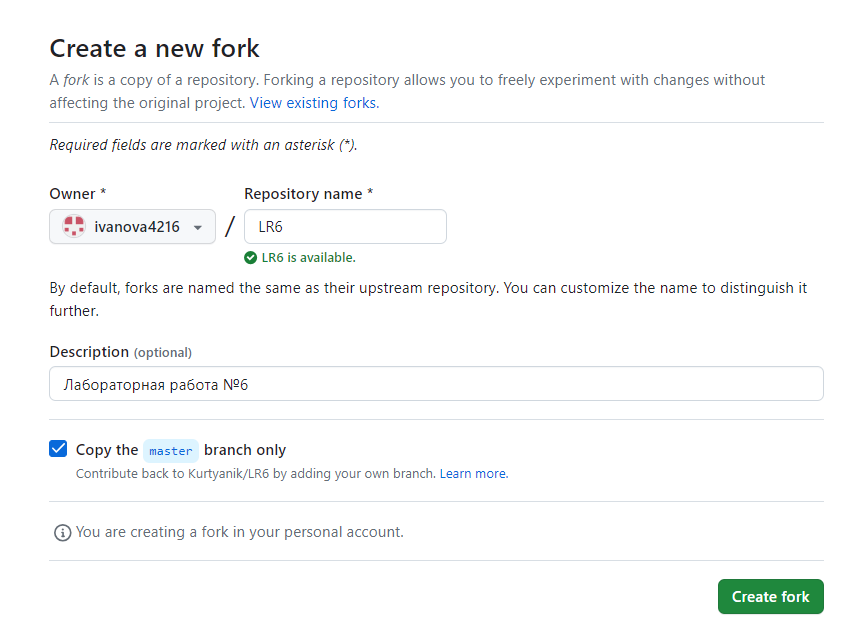 Create a new fork
A fork is a copy of a repository. Forking a repository allows you to freely experiment with changes without
affecting the original project. View existing forks.
Required fields are marked with an asterisk (*).
Owner * Repository name *
ivanova4216 / LR6
LR6 is available.
By default, forks are named the same as their upstream repository. You can customize the name to distinguish it
further.
Description (optional)
Лабораторная работа №6
Copy the master branch only
Contribute back to Kurtyanik/LR6 by adding your own branch. Learn more.
You are creating a fork in your personal account.
Create fork